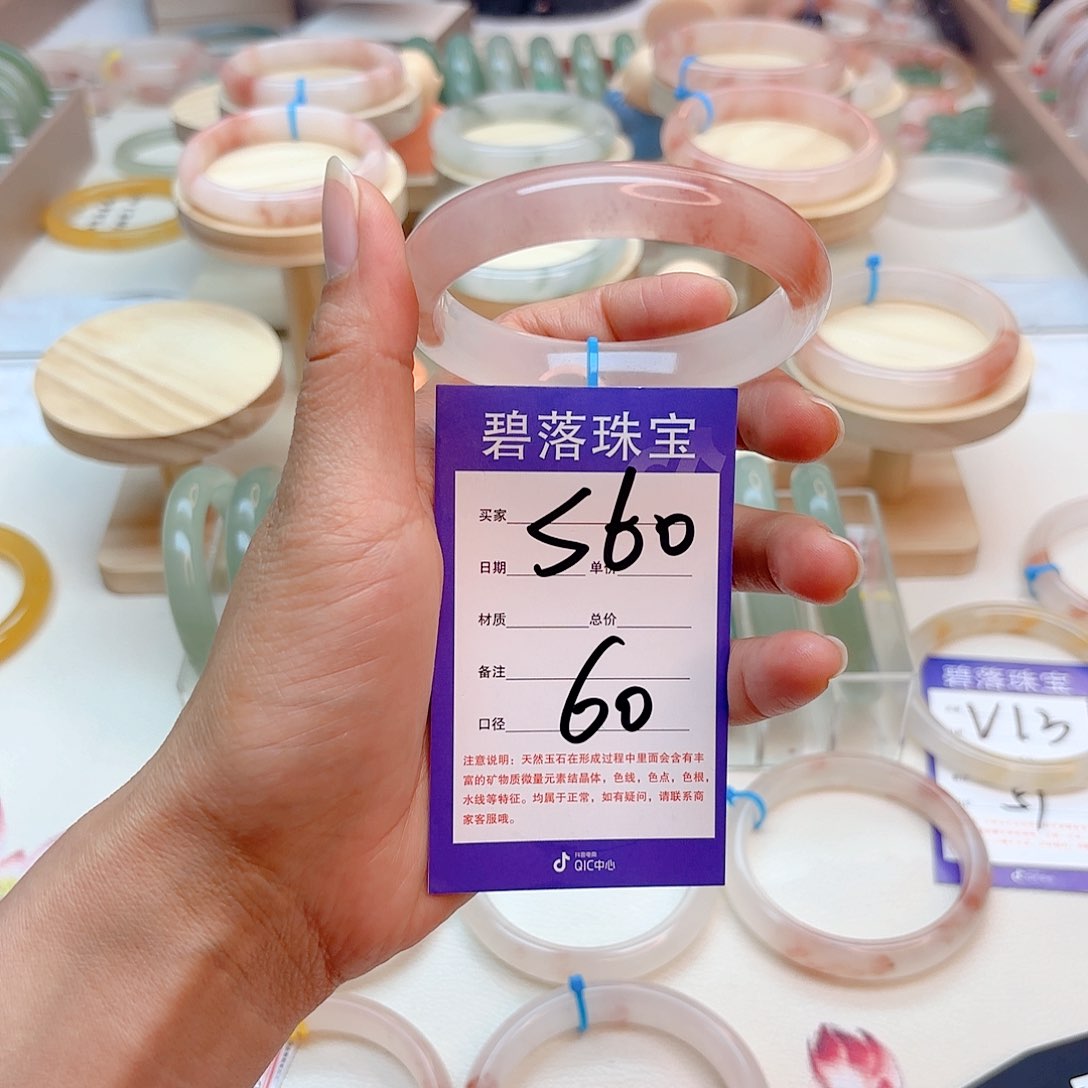 碧落珠宝
买家
S60
日期 单价
材质 总价
备注
60
口径
注意说明：天然玉石在形成过程中里面会含有丰
富的矿物质微量元素结晶体，色线，色点，色根，
水线等特征。均属于正常，如有疑问，请联系商
家客服哦。
抖音电商
QIC中心
碧落珠宝
V13
51